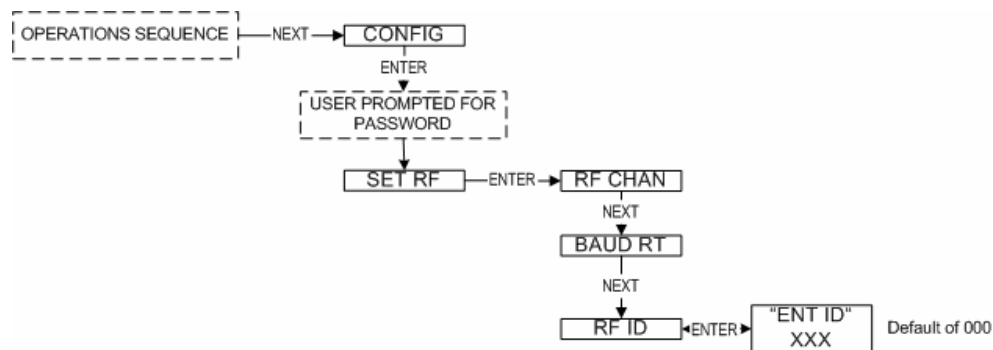 OPERATIONS SEQUENCE
NEXT
CONFIG
ENTER
USER PROMPTED FOR
PASSWORD
SET RF
ENTER
RF CHAN
NEXT
BAUD RT
NEXT
RF ID
ENTER
"ENT ID"
XXX
Default of 000